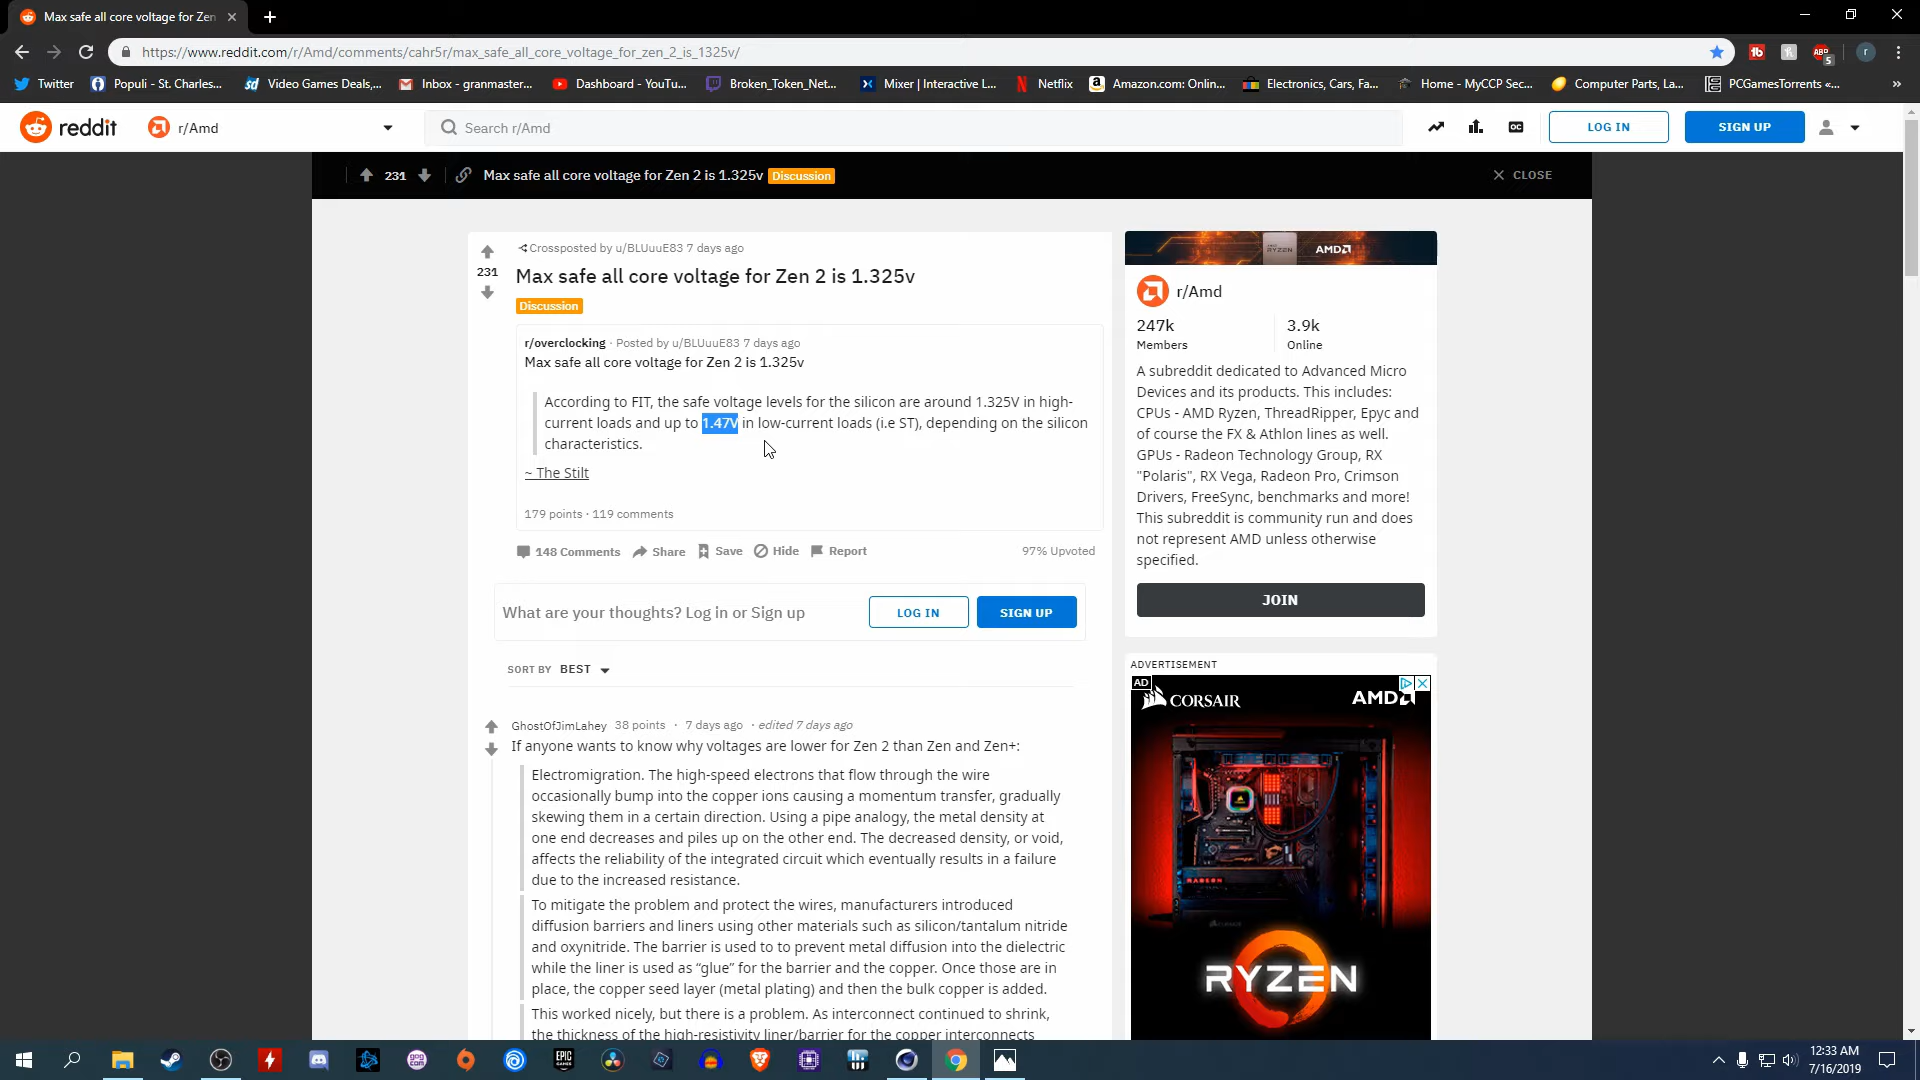 Max safe all core voltage for Zen
https://www.reddit.com/r/Amd/comments/cahr5r/max_safe_all_core_voltage_for_zen_2_is_1325v/
ABP
5
r
Twitter
Populi - St. Charles...
Video Games Deals,...
Inbox - granmaster...
Dashboard - YouTu...
Broken_Token_Net...
Mixer | Interactive L...
Netflix
Amazon.com: Onlin...
Electronics, Cars, Fa...
Home - MyCCP Sec...
Computer Parts, La...
PCGamesTorrents «...
»
reddit
r/Amd
Search r/Amd
LOG IN
SIGN UP
231
Max safe all core voltage for Zen 2 is 1.325v
Discussion
CLOSE
Crossposted by u/BLUuuE83 7 days ago
231
Max safe all core voltage for Zen 2 is 1.325v
Discussion
r/overclocking · Posted by u/BLUuuE83 7 days ago
Max safe all core voltage for Zen 2 is 1.325v
According to FIT, the safe voltage levels for the silicon are around 1.325V in high-
current loads and up to 1.47V in low-current loads (i.e ST), depending on the silicon
characteristics.
~ The Stilt
179 points · 119 comments
148 Comments
Share
Save
Hide
Report
97% Upvoted
What are your thoughts? Log in or Sign up
LOG IN
SIGN UP
SORT BY BEST
GhostOfJimLahey 38 points · 7 days ago · edited 7 days ago
If anyone wants to know why voltages are lower for Zen 2 than Zen and Zen+:
Electromigration. The high-speed electrons that flow through the wire
occasionally bump into the copper ions causing a momentum transfer, gradually
skewing them in a certain direction. Using a pipe analogy, the metal density at
one end decreases and piles up on the other end. The decreased density, or void,
affects the reliability of the integrated circuit which eventually results in a failure
due to the increased resistance.
To mitigate the problem and protect the wires, manufacturers introduced
diffusion barriers and liners using other materials such as silicon/tantalum nitride
and oxynitride. The barrier is used to to prevent metal diffusion into the dielectric
while the liner is used as “glue” for the barrier and the copper. Once those are in
place, the copper seed layer (metal plating) and then the bulk copper is added.
This worked nicely, but there is a problem. As interconnect continued to shrink,
the thickness of the high-resistivity liner/barrier for the copper interconnects
RYZEN
AMD
r/Amd
247k
Members
3.9k
Online
A subreddit dedicated to Advanced Micro
Devices and its products. This includes:
CPUs - AMD Ryzen, ThreadRipper, Epyc and
of course the FX & Athlon lines as well.
GPUs - Radeon Technology Group, RX
"Polaris", RX Vega, Radeon Pro, Crimson
Drivers, FreeSync, benchmarks and more!
This subreddit is community run and does
not represent AMD unless otherwise
specified.
JOIN
ADVERTISEMENT
AD
CORSAIR
AMD
RADEON
RYZEN
EPIC
GAMES
12:33 AM
7/16/2019